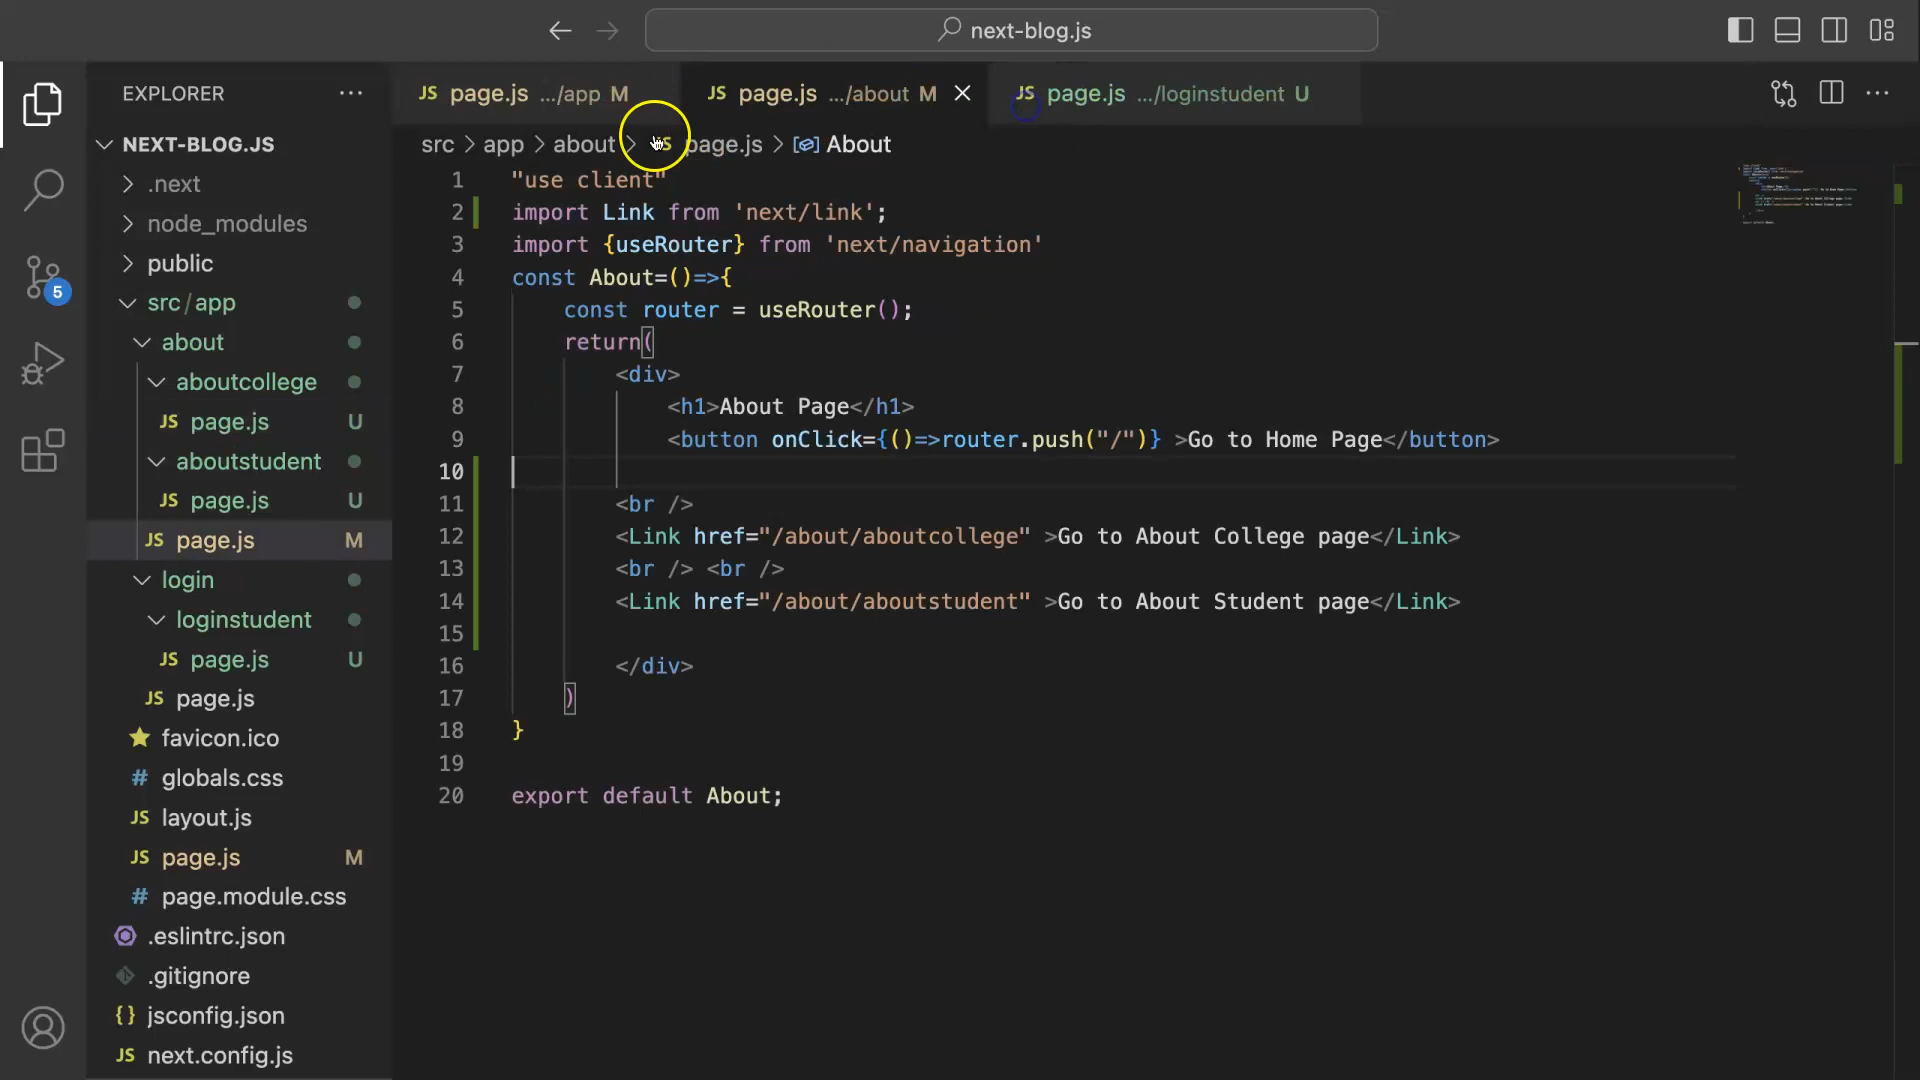 next-blog.js
EXPLORER
NEXT-BLOG.JS
.next
node_modules
public
src/app
about
aboutcollege
JS page.js U
aboutstudent
JS page.js U
JS page.js M
login
loginstudent
JS page.js U
JS page.js
favicon.ico
# globals.css
JS layout.js
JS page.js M
# page.module.css
.eslintrc.json
.gitignore
{} jsconfig.json
JS next.config.js
5
JS page.js .../app M
JS page.js .../about M
JS page.js .../loginstudent U
src > app > about > JS page.js > About
1 "use client"
2 import Link from 'next/link';
3 import {useRouter} from 'next/navigation'
4 const About=()=>{
5 const router = useRouter();
6 return(
7 <div>
8 <h1>About Page</h1>
9 <button onClick={()=>router.push("/")} >Go to Home Page</button>
10
11 <br />
12 <Link href="/about/aboutcollege" >Go to About College page</Link>
13 <br /> <br />
14 <Link href="/about/aboutstudent" >Go to About Student page</Link>
15
16 </div>
17 )
18 }
19
20 export default About;